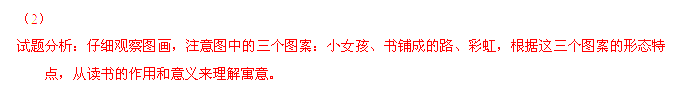 （2）
试题分析：仔细观察图画，注意图中的三个图案：小女孩、书铺成的路、彩虹，根据这三个图案的形态特
点，从读书的作用和意义来理解寓意。